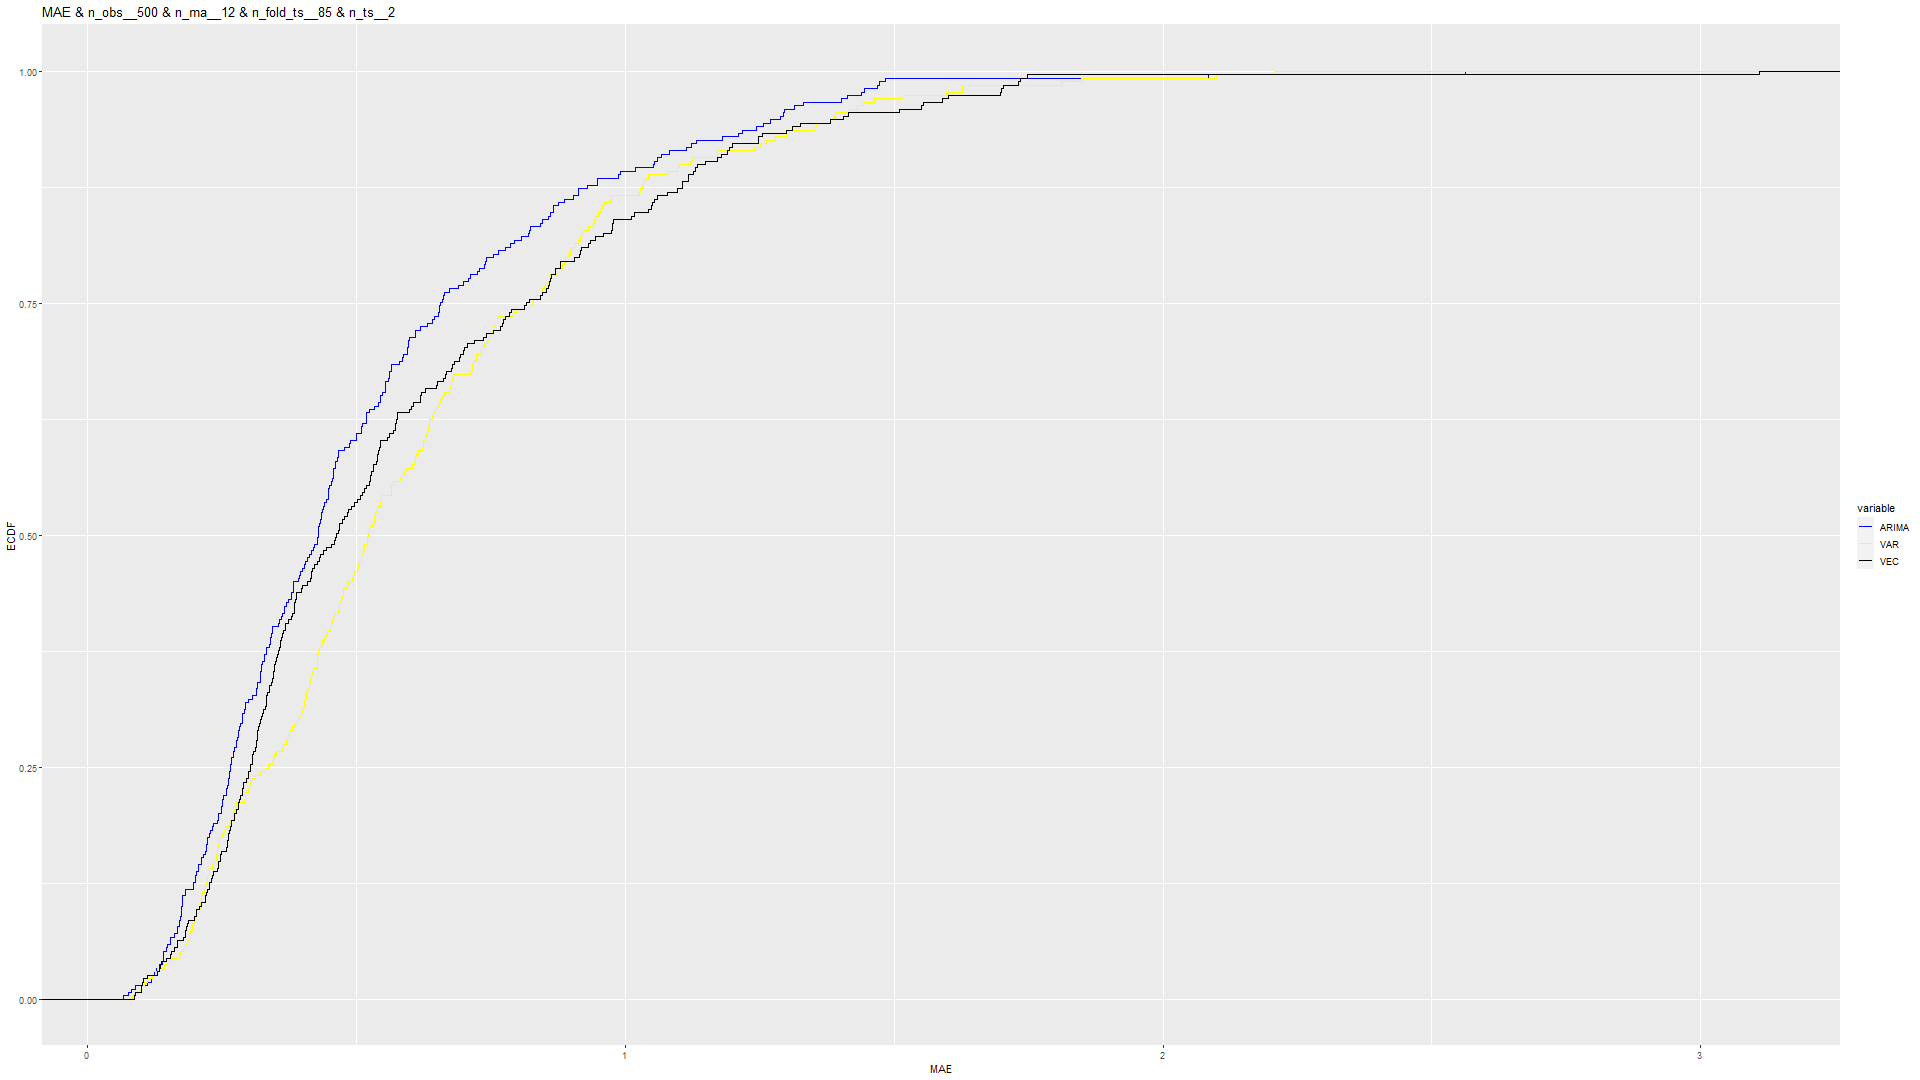 MAE & n_obs__500 & n_ma__12 & n_fold_ts__85 & n_ts__2
1.00
0.75
0.50
0.25
0.00
ECDF
0 1 2 3
MAE
variable
ARIMA
VAR
VEC